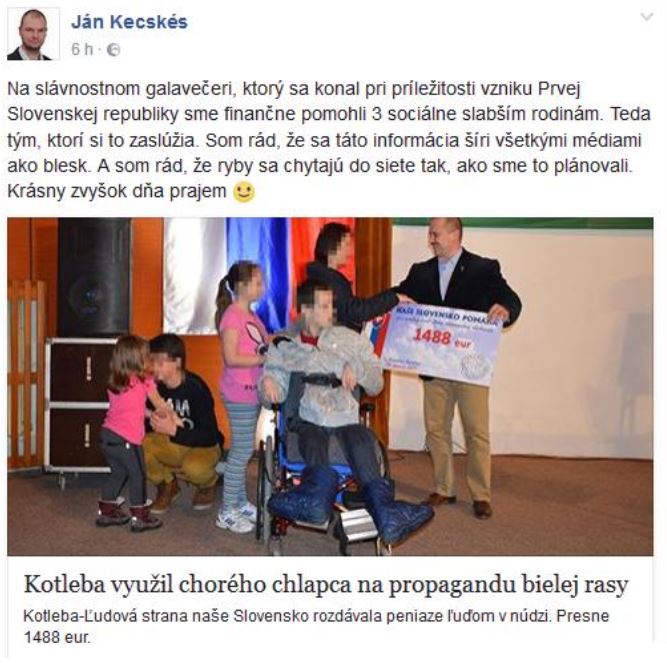 Ján Kecskés
6 h ·
Na slávnostnom galavečeri, ktorý sa konal pri príležitosti vzniku Prvej
Slovenskej republiky sme finančne pomohli 3 sociálne slabším rodinám. Teda
tým, ktorí si to zaslúžia. Som rád, že sa táto informácia šíri všetkými médiami
ako blesk. A som rád, že ryby sa chytajú do siete tak, ako sme to plánovali.
Krásny zvyšok dňa prajem 🙂
NAŠE SLOVENSKO POMÁHA
1488 eur
Kotleba využil chorého chlapca na propagandu bielej rasy
Kotleba-Ľudová strana naše Slovensko rozdávala peniaze ľuďom v núdzi. Presne
1488 eur.